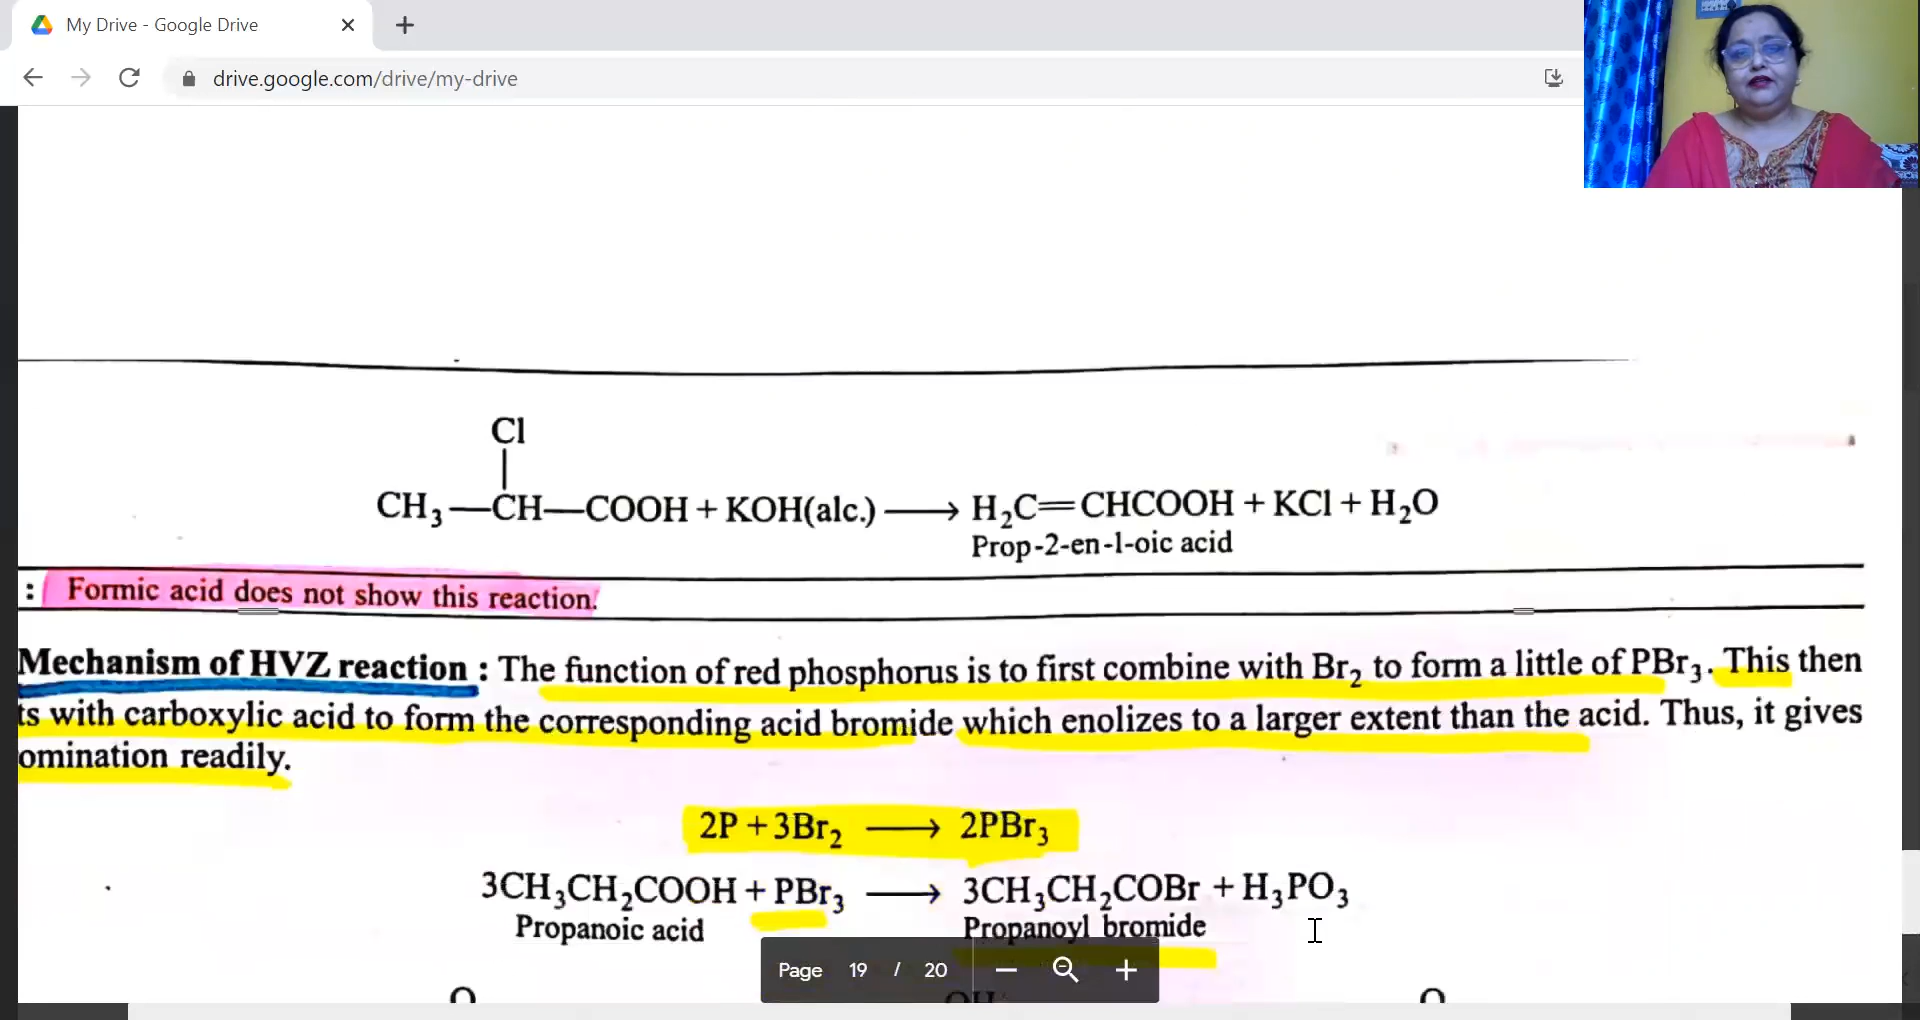 My Drive - Google Drive
drive.google.com/drive/my-drive
Cl
CH₃—CH—COOH + KOH(alc.) ⟶ H₂C=CHCOOH + KCl + H₂O
Prop-2-en-1-oic acid
: Formic acid does not show this reaction.
Mechanism of HVZ reaction : The function of red phosphorus is to first combine with Br₂ to form a little of PBr₃. This then
ts with carboxylic acid to form the corresponding acid bromide which enolizes to a larger extent than the acid. Thus, it gives
omination readily.
2P + 3Br₂ ⟶ 2PBr₃
3CH₃CH₂COOH + PBr₃ ⟶ 3CH₃CH₂COBr + H₃PO₃
Propanoic acid Propanoyl bromide
Page 19 / 20
O OH O